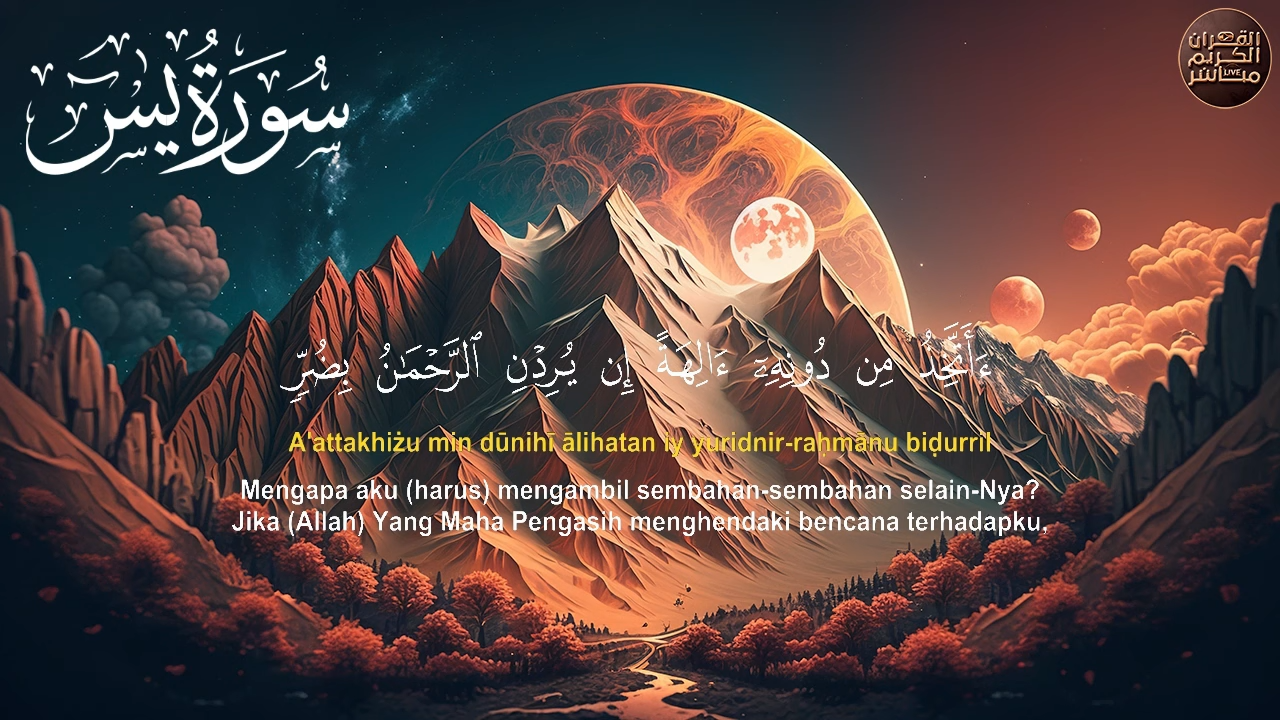 سُورَةُ يسٓ
القرآن
الكريم
LIVE
مباشر
ءَأَتَّخِذُ مِن دُونِهِۦٓ ءَالِهَةً إِن يُرِدْنِ ٱلرَّحْمَـٰنُ بِضُرٍّ
A'attakhiżu min dūnihī ālihatan iy yuridnir-raḥmānu biḍurril
Mengapa aku (harus) mengambil sembahan-sembahan selain-Nya?
Jika (Allah) Yang Maha Pengasih menghendaki bencana terhadapku,